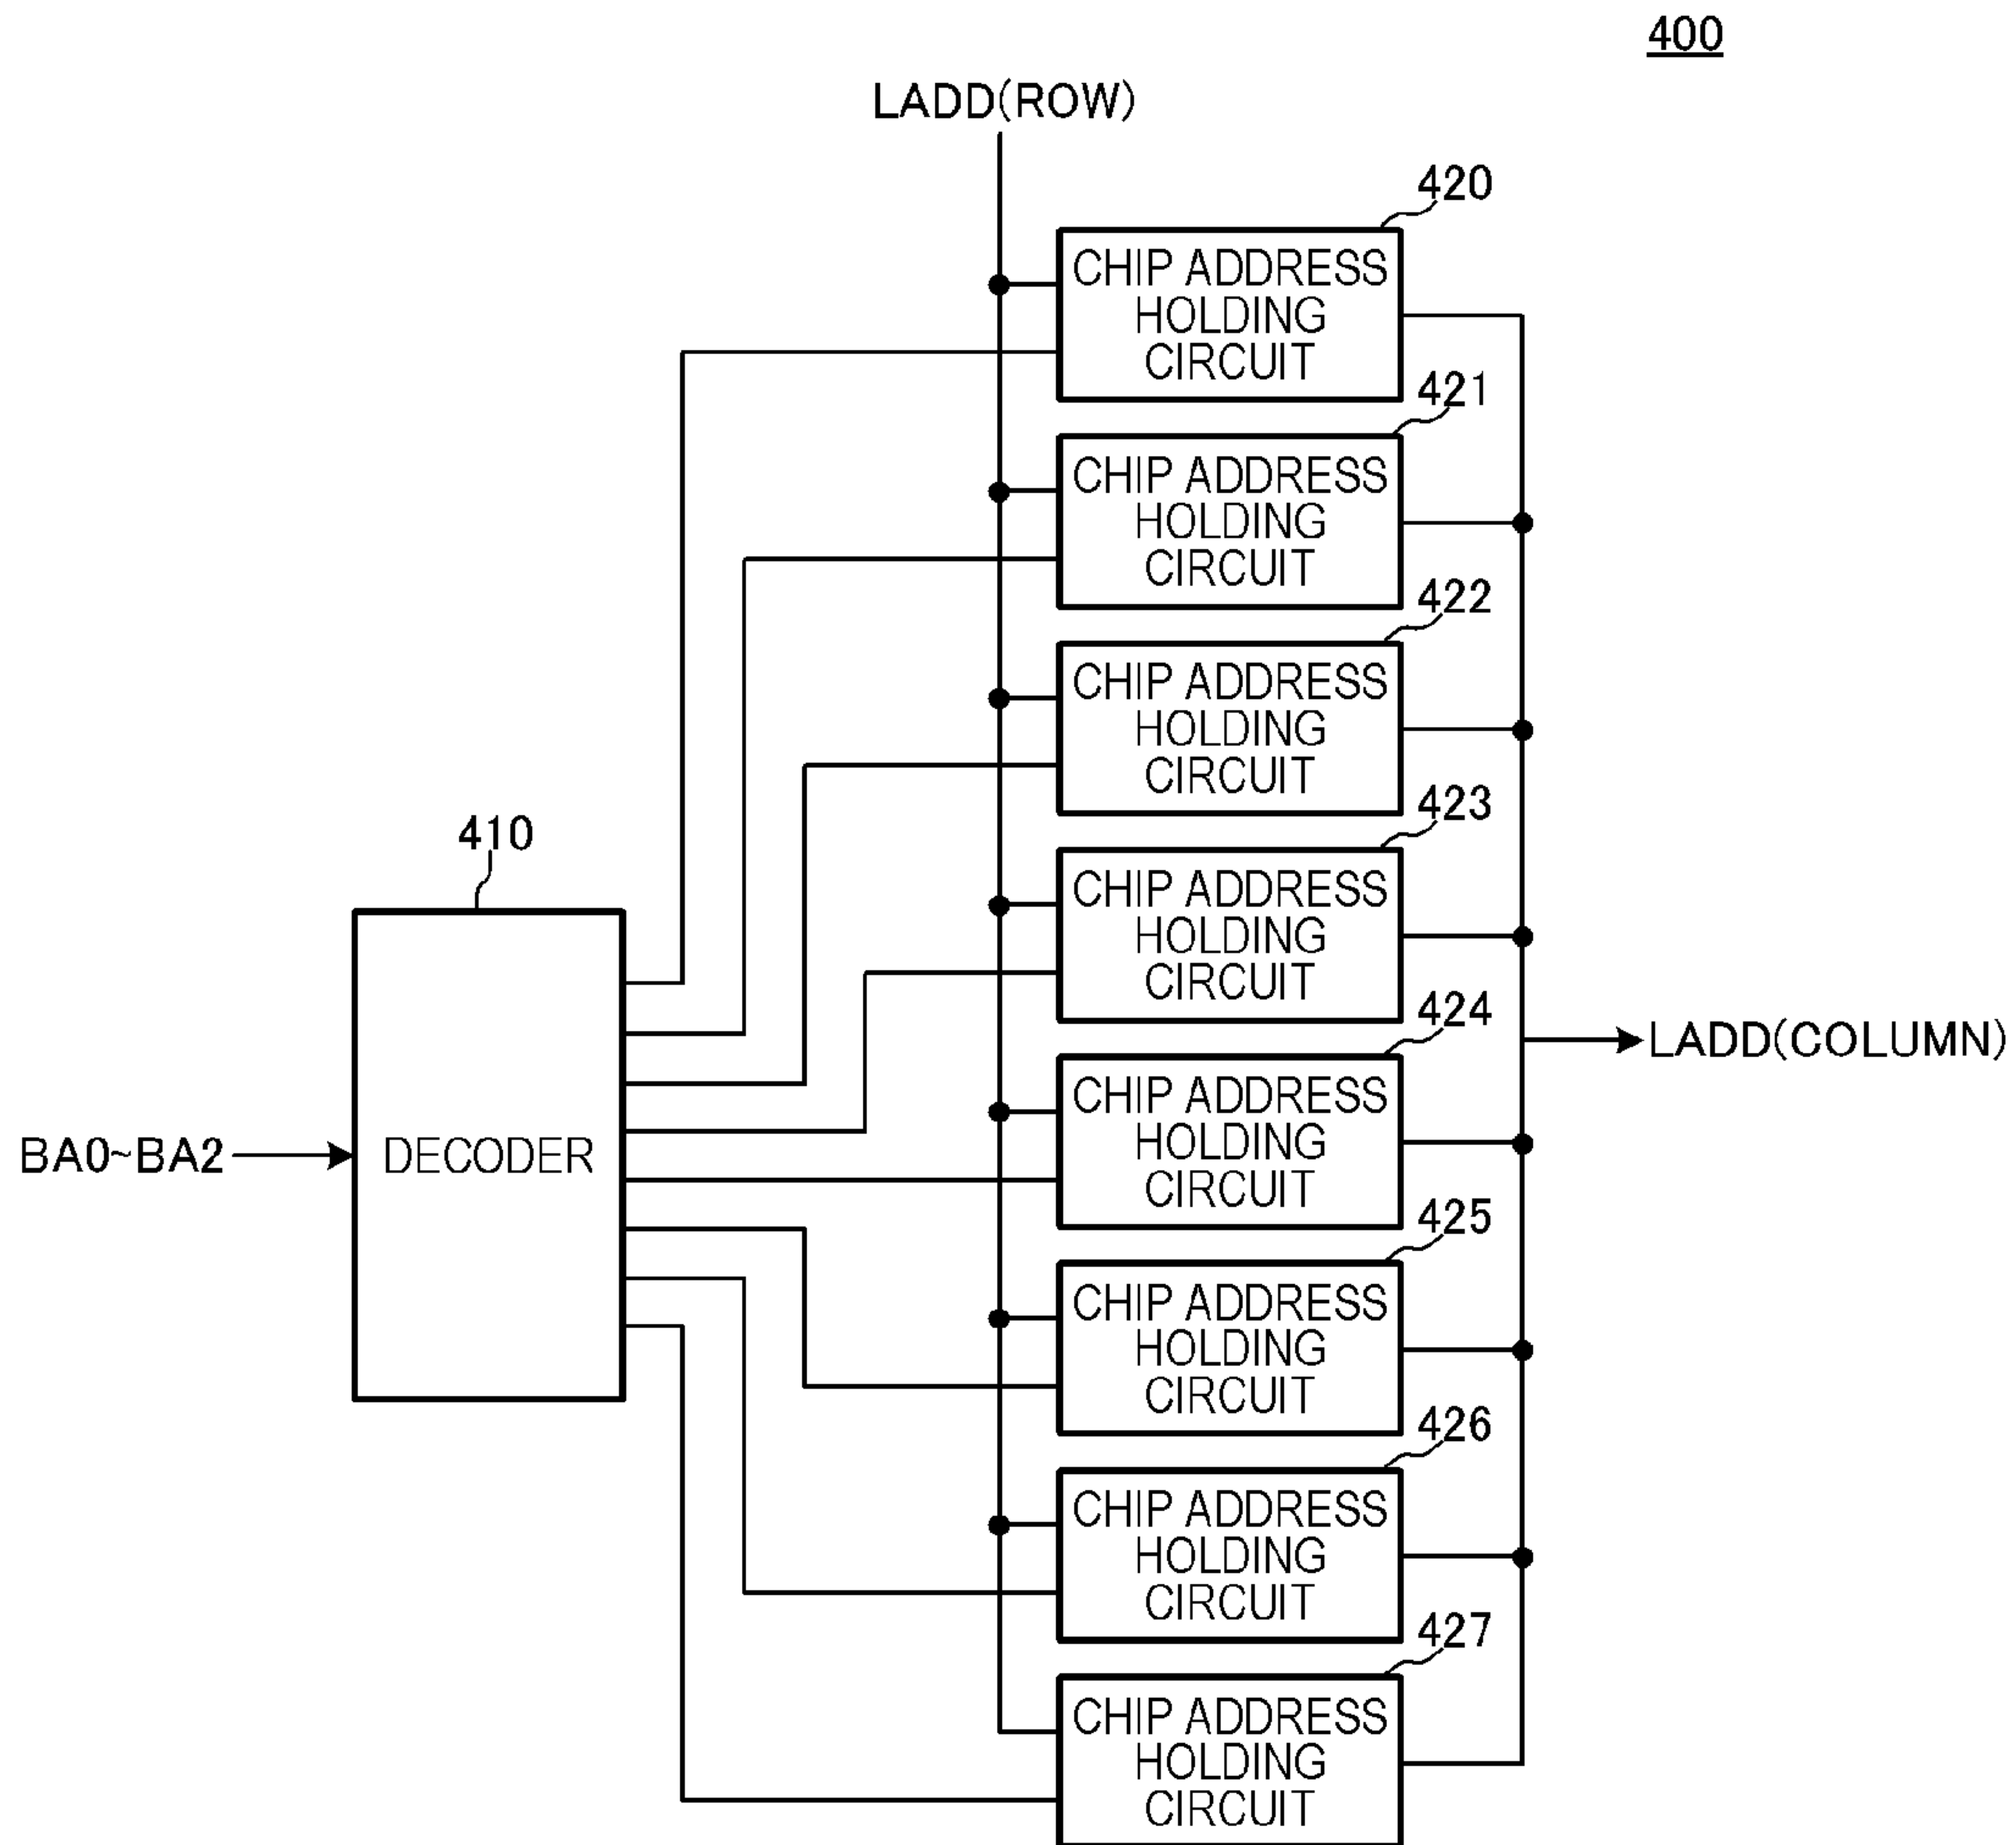 400
LADD(ROW)
420
CHIP ADDRESS
HOLDING
CIRCUIT
421
CHIP ADDRESS
HOLDING
CIRCUIT
422
CHIP ADDRESS
HOLDING
CIRCUIT
423
CHIP ADDRESS
HOLDING
CIRCUIT
410
DECODER
BA0~BA2
424
CHIP ADDRESS
HOLDING
CIRCUIT
LADD(COLUMN)
425
CHIP ADDRESS
HOLDING
CIRCUIT
426
CHIP ADDRESS
HOLDING
CIRCUIT
427
CHIP ADDRESS
HOLDING
CIRCUIT